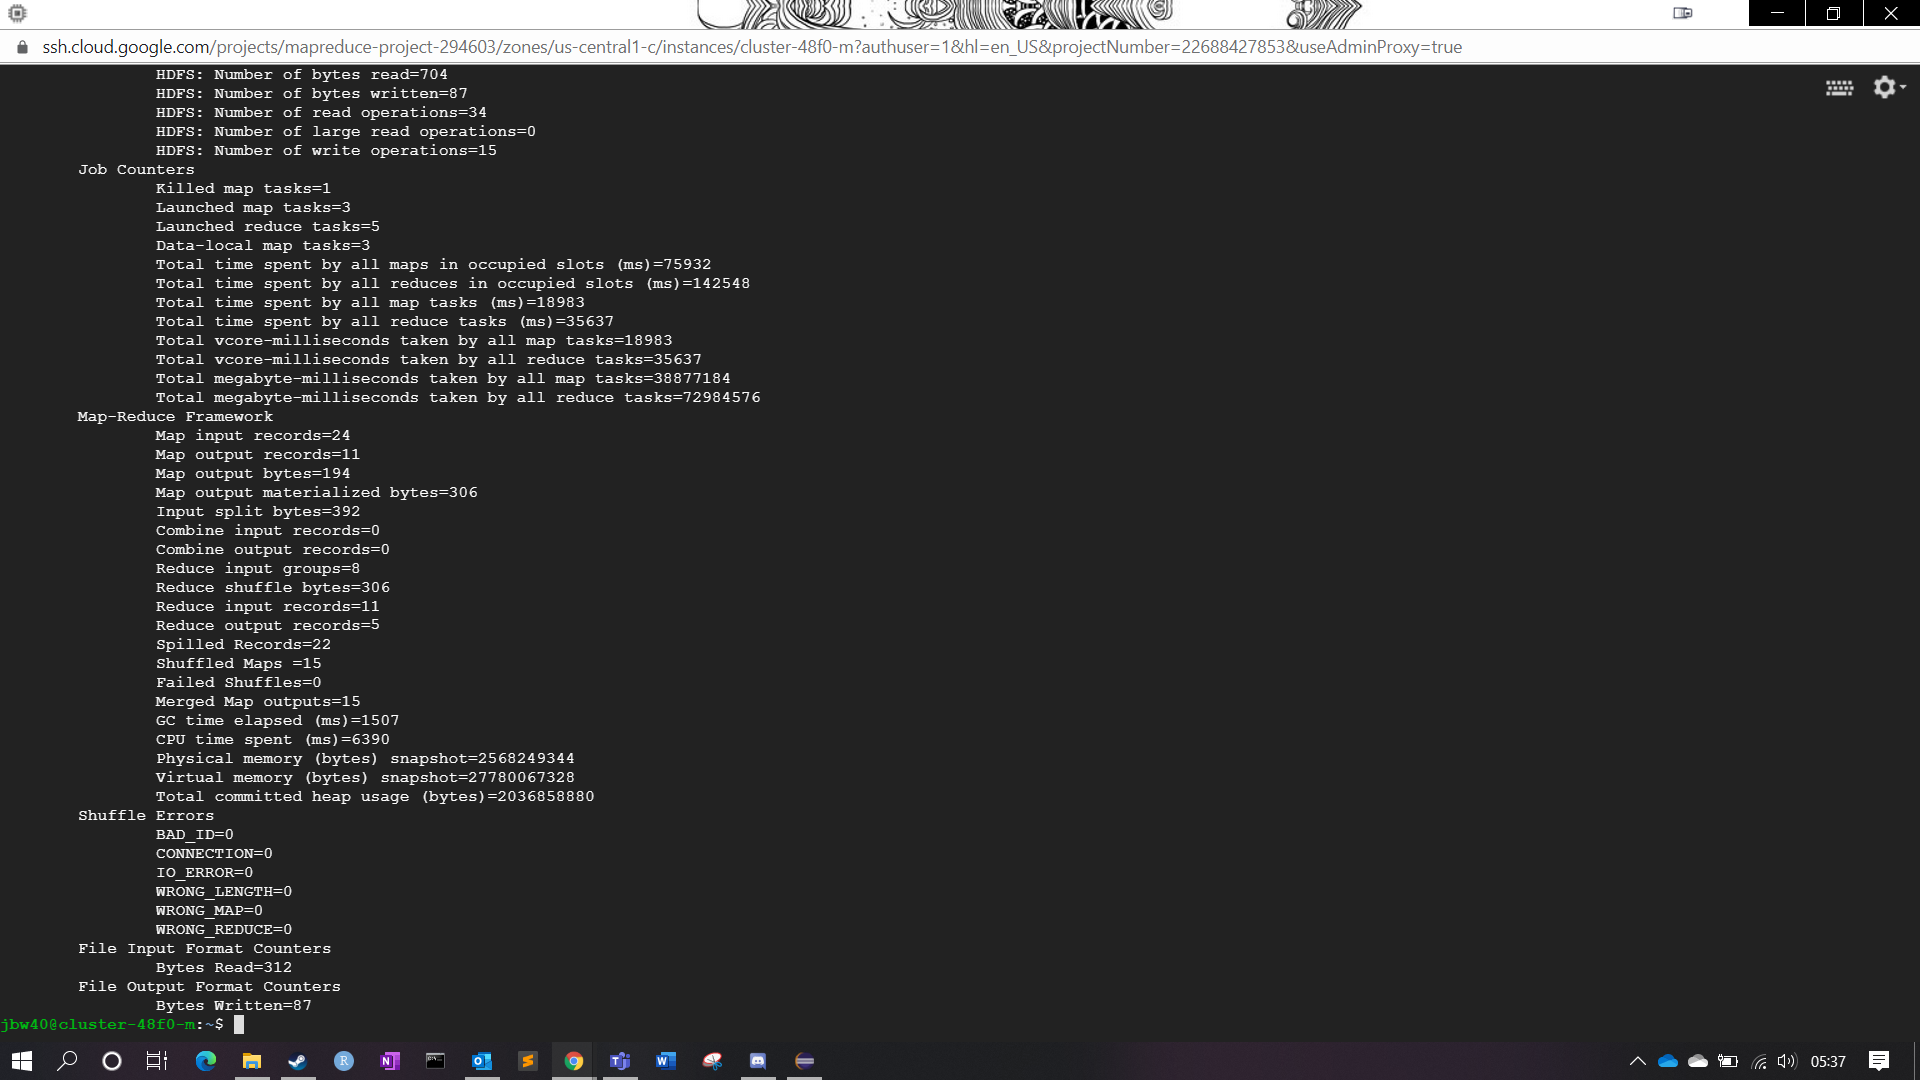 ssh.cloud.google.com/projects/mapreduce-project-294603/zones/us-central1-c/instances/cluster-48f0-m?authuser=1&hl=en_US&projectNumber=22688427853&useAdminProxy=true
HDFS: Number of bytes read=704
HDFS: Number of bytes written=87
HDFS: Number of read operations=34
HDFS: Number of large read operations=0
HDFS: Number of write operations=15
Job Counters
Killed map tasks=1
Launched map tasks=3
Launched reduce tasks=5
Data-local map tasks=3
Total time spent by all maps in occupied slots (ms)=75932
Total time spent by all reduces in occupied slots (ms)=142548
Total time spent by all map tasks (ms)=18983
Total time spent by all reduce tasks (ms)=35637
Total vcore-milliseconds taken by all map tasks=18983
Total vcore-milliseconds taken by all reduce tasks=35637
Total megabyte-milliseconds taken by all map tasks=38877184
Total megabyte-milliseconds taken by all reduce tasks=72984576
Map-Reduce Framework
Map input records=24
Map output records=11
Map output bytes=194
Map output materialized bytes=306
Input split bytes=392
Combine input records=0
Combine output records=0
Reduce input groups=8
Reduce shuffle bytes=306
Reduce input records=11
Reduce output records=5
Spilled Records=22
Shuffled Maps =15
Failed Shuffles=0
Merged Map outputs=15
GC time elapsed (ms)=1507
CPU time spent (ms)=6390
Physical memory (bytes) snapshot=2568249344
Virtual memory (bytes) snapshot=27780067328
Total committed heap usage (bytes)=2036858880
Shuffle Errors
BAD_ID=0
CONNECTION=0
IO_ERROR=0
WRONG_LENGTH=0
WRONG_MAP=0
WRONG_REDUCE=0
File Input Format Counters
Bytes Read=312
File Output Format Counters
Bytes Written=87
jbw40@cluster-48f0-m:~$
05:37